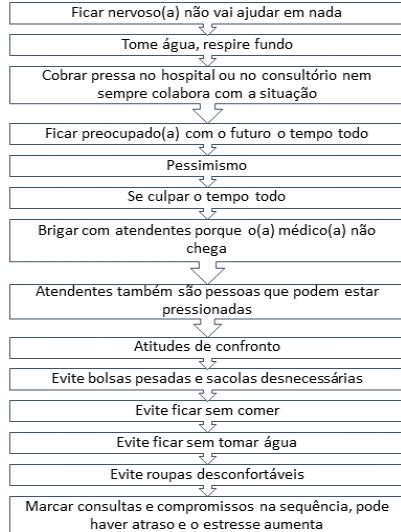 Ficar nervoso(a) não vai ajudar em nada
Tome água, respire fundo
Cobrar pressa no hospital ou no consultório nem
sempre colabora com a situação
Ficar preocupado(a) com o futuro o tempo todo
Pessimismo
Se culpar o tempo todo
Brigar com atendentes porque o(a) médico(a) não
chega
Atendentes também são pessoas que podem estar
pressionadas
Atitudes de confronto
Evite bolsas pesadas e sacolas desnecessárias
Evite ficar sem comer
Evite ficar sem tomar água
Evite roupas desconfortáveis
Marcar consultas e compromissos na sequência, pode
haver atraso e o estresse aumenta